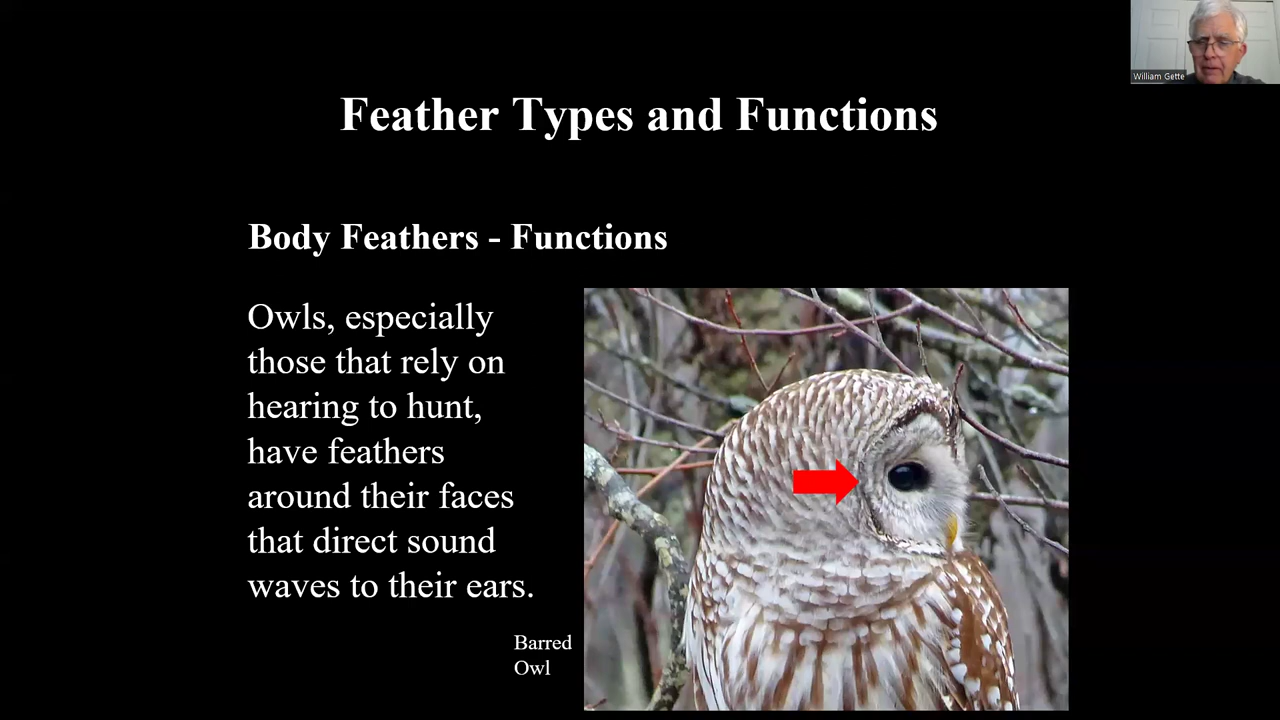 William Gette
Feather Types and Functions
Body Feathers - Functions
Owls, especially
those that rely on
hearing to hunt,
have feathers
around their faces
that direct sound
waves to their ears.
Barred
Owl